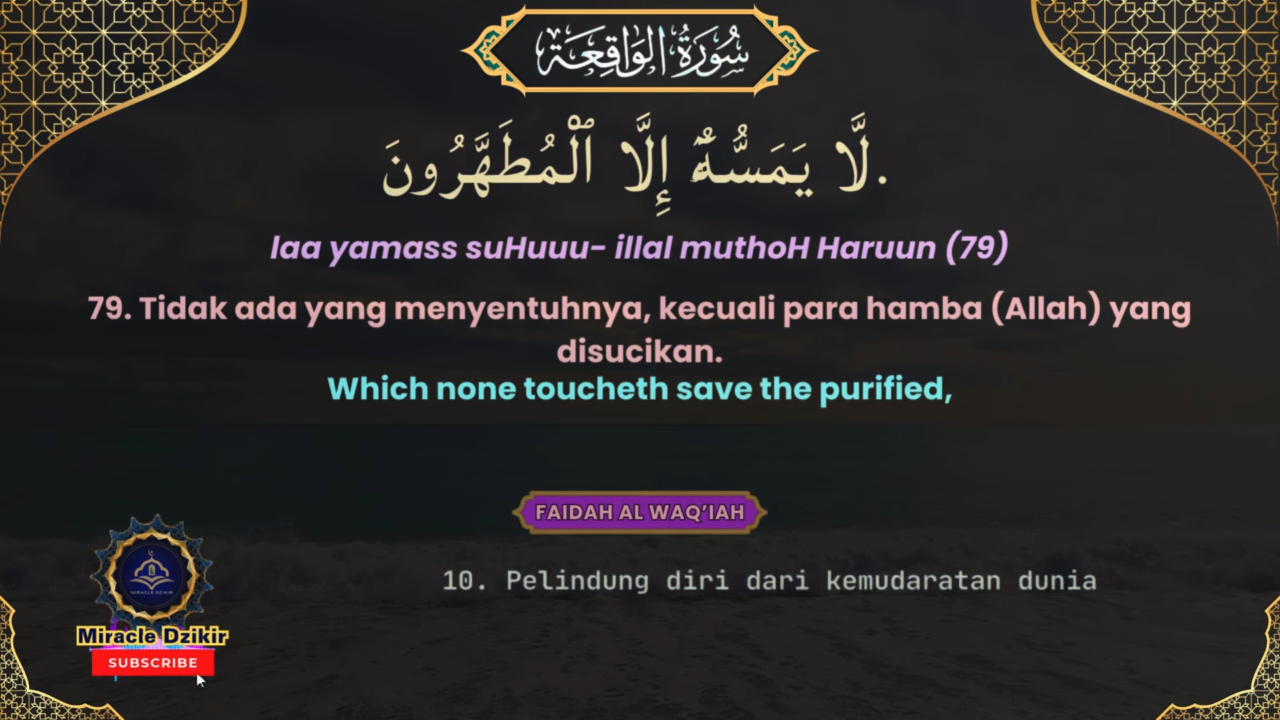 سُورَةُ الوَاقِعَة
لَّا يَمَسُّهُۥٓ إِلَّا ٱلْمُطَهَّرُونَ.
laa yamass suHuuu- illal muthoH Haruun (79)
79. Tidak ada yang menyentuhnya, kecuali para hamba (Allah) yang
disucikan.
Which none toucheth save the purified,
FAIDAH AL WAQ'IAH
10. Pelindung diri dari kemudaratan dunia
MIRACLE DZIKIR
Miracle Dzikir
SUBSCRIBE